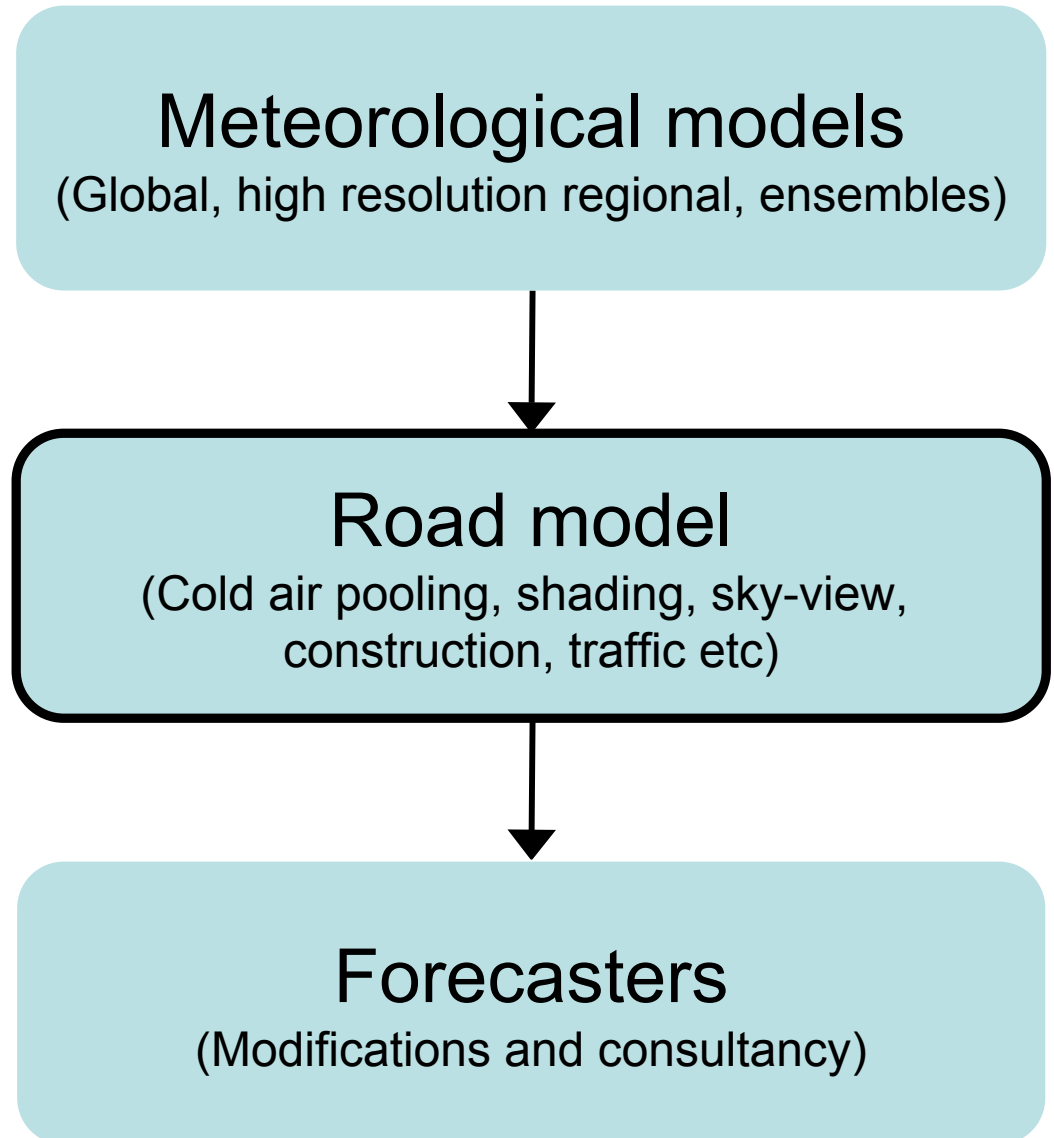 Meteorological models
(Global, high resolution regional, ensembles)
Road model
(Cold air pooling, shading, sky-view,
construction, traffic etc)
Forecasters
(Modifications and consultancy)